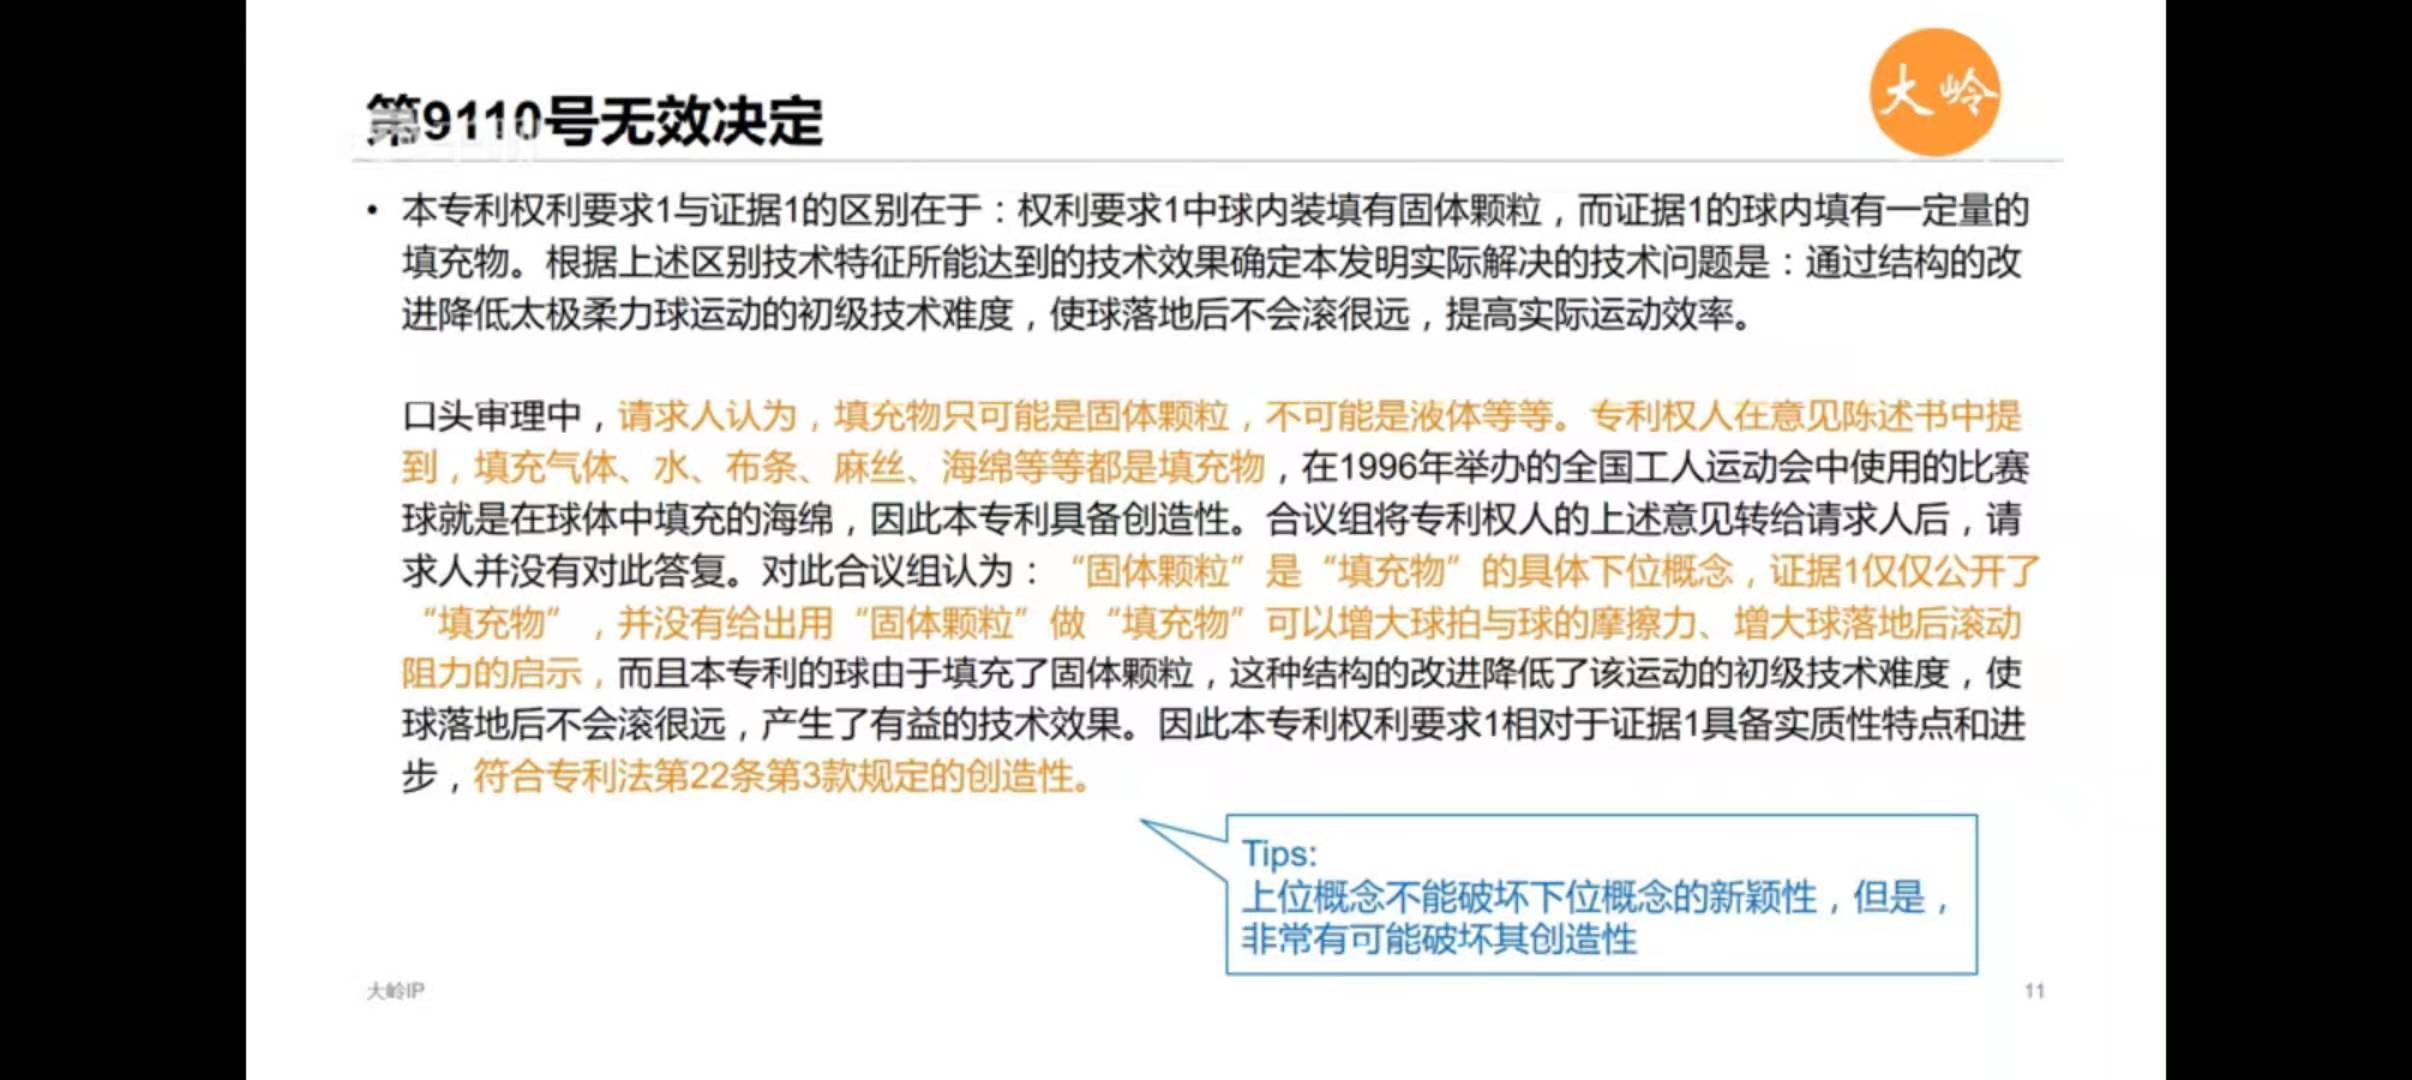 大岭
第9110号无效决定
• 本专利权利要求1与证据1的区别在于：权利要求1中球内装填有固体颗粒，而证据1的球内填有一定量的
填充物。根据上述区别技术特征所能达到的技术效果确定本发明实际解决的技术问题是：通过结构的改
进降低太极柔力球运动的初级技术难度，使球落地后不会滚很远，提高实际运动效率。
口头审理中，请求人认为，填充物只可能是固体颗粒，不可能是液体等等。专利权人在意见陈述书中提
到，填充气体、水、布条、麻丝、海绵等等都是填充物，在1996年举办的全国工人运动会中使用的比赛
球就是在球体中填充的海绵，因此本专利具备创造性。合议组将专利权人的上述意见转给请求人后，请
求人并没有对此答复。对此合议组认为：“固体颗粒”是“填充物”的具体下位概念，证据1仅仅公开了
“填充物”，并没有给出用“固体颗粒”做“填充物”可以增大球拍与球的摩擦力、增大球落地后滚动
阻力的启示，而且本专利的球由于填充了固体颗粒，这种结构的改进降低了该运动的初级技术难度，使
球落地后不会滚很远，产生了有益的技术效果。因此本专利权利要求1相对于证据1具备实质性特点和进
步，符合专利法第22条第3款规定的创造性。
Tips:
上位概念不能破坏下位概念的新颖性，但是，
非常有可能破坏其创造性
大岭IP
11